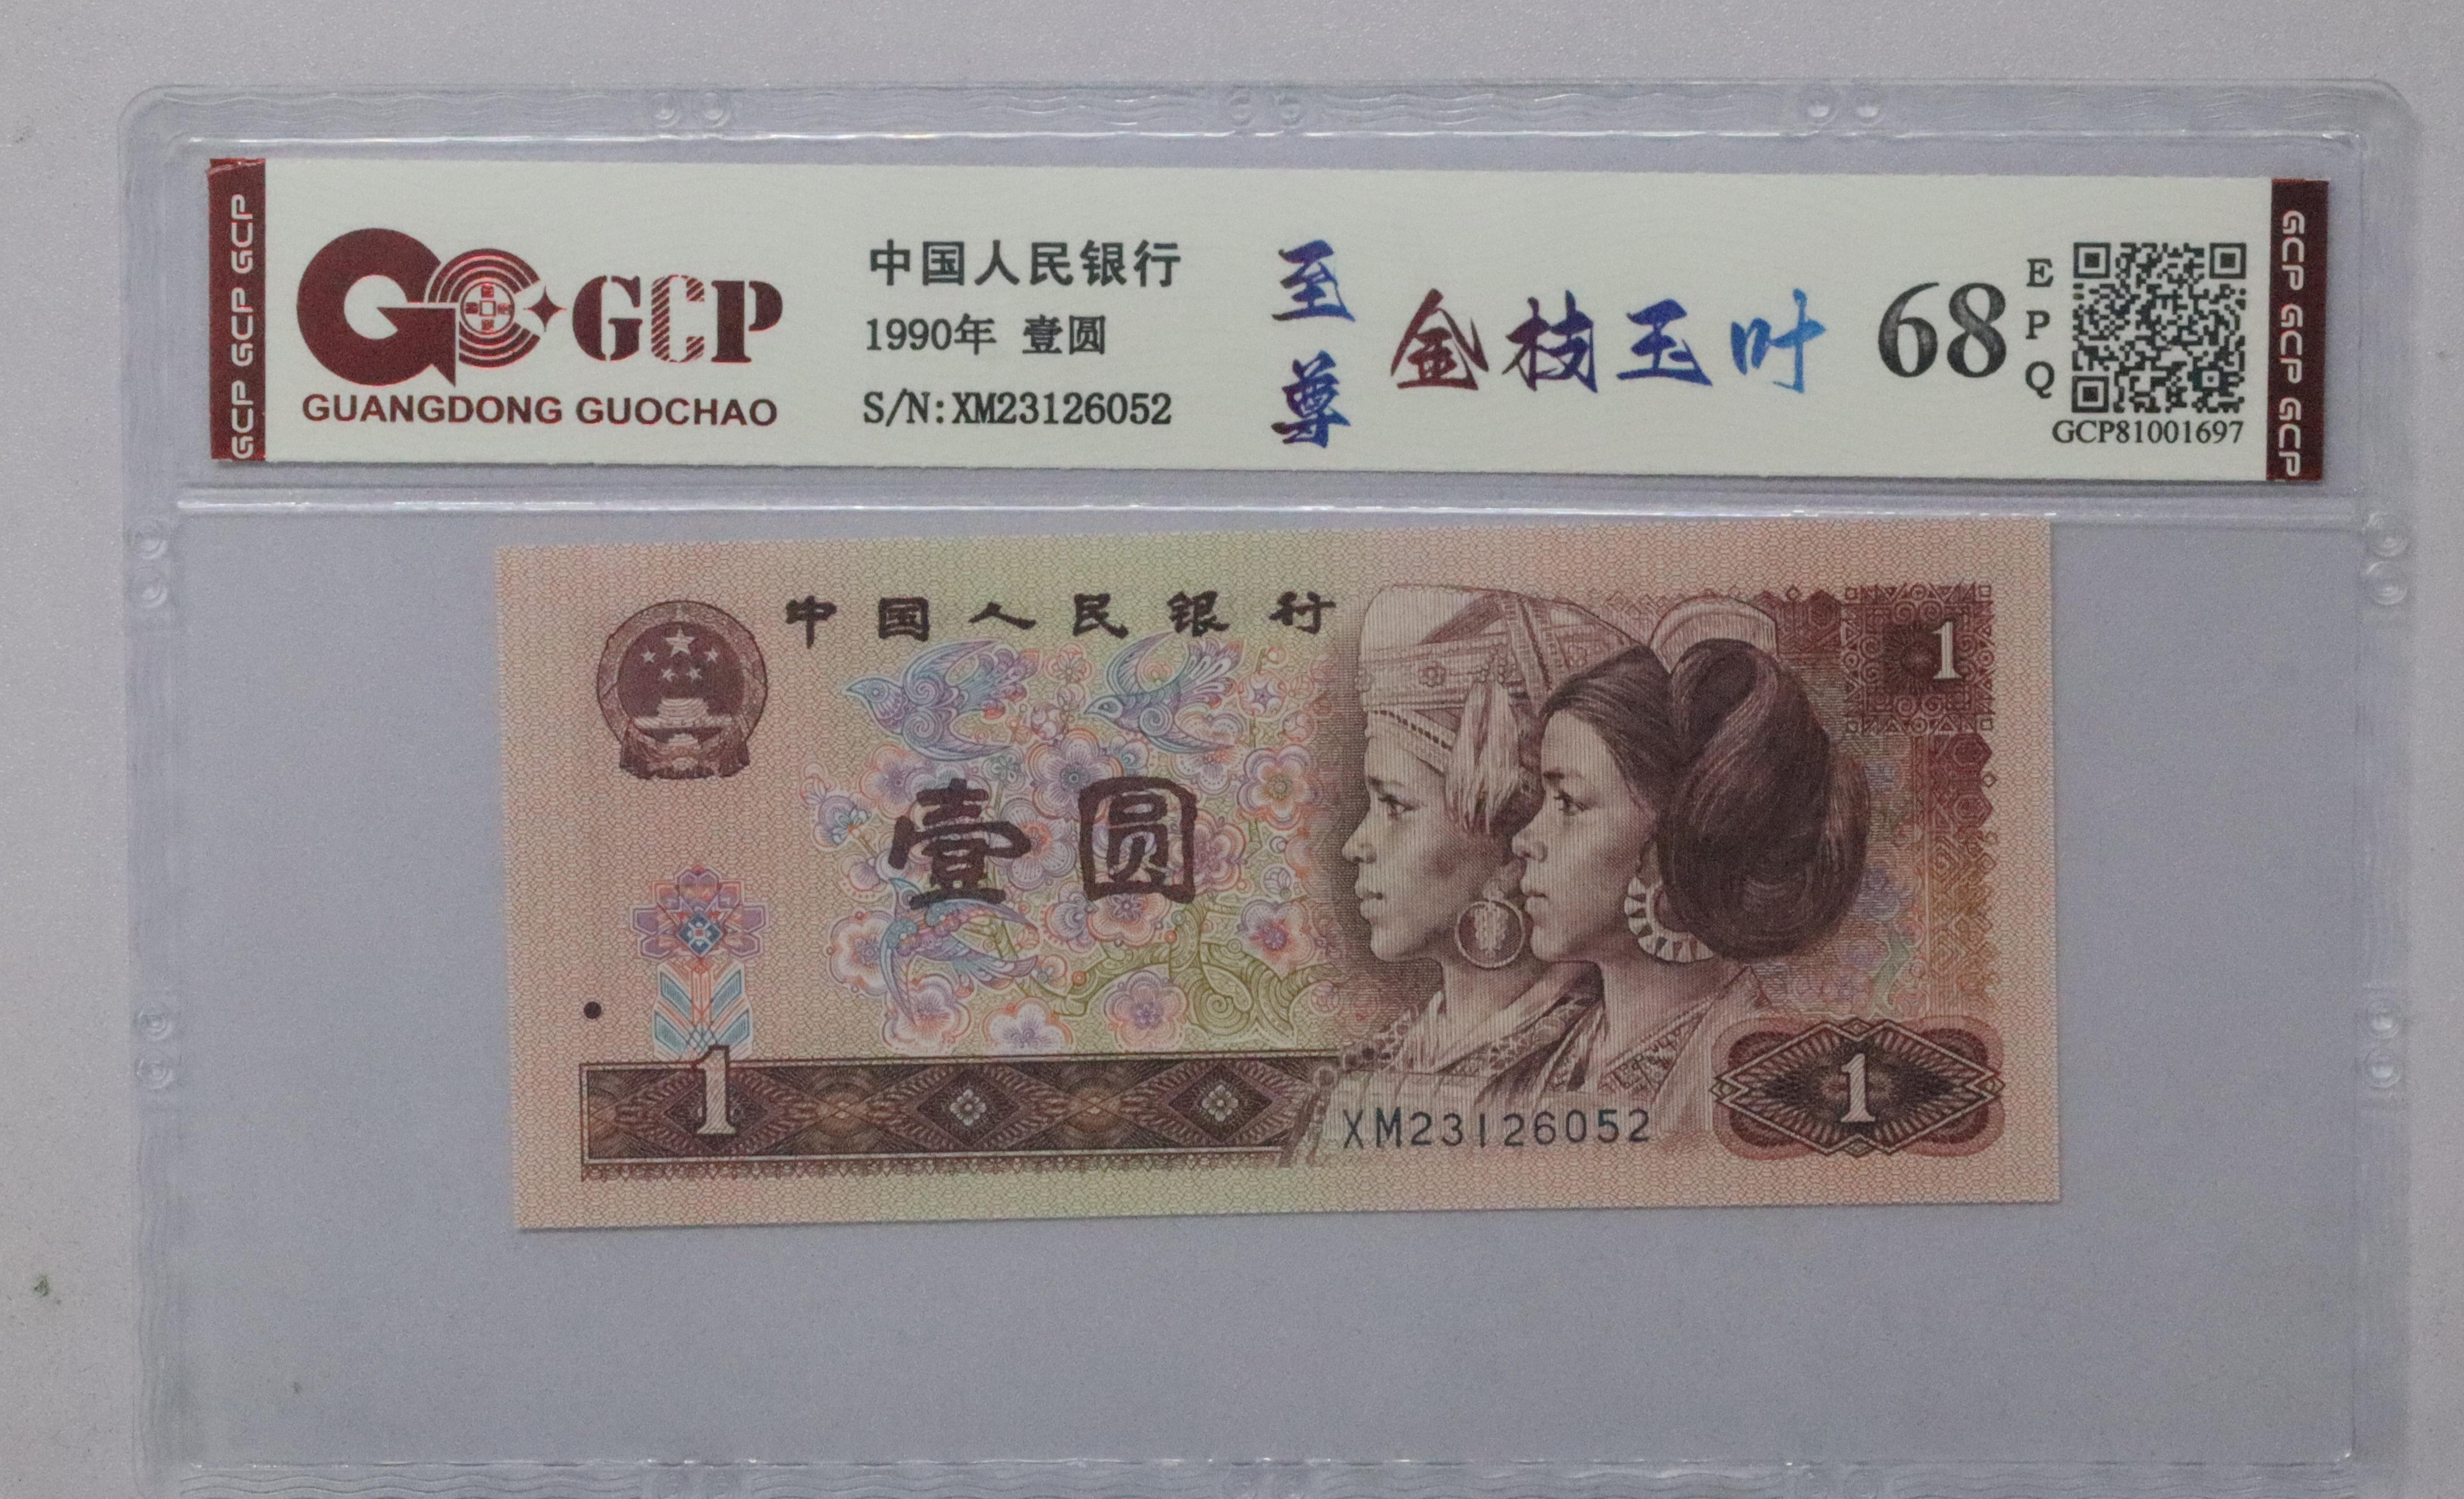 GCP GCP GCP
GCP
GUANGDONG GUOCHAO
中国人民银行
1990年 壹圆
S/N:XM23126052
至尊
金枝玉叶
68
EPQ
GCP81001697
GCP GCP GCP
中国人民银行
1
壹圆
1
XM23126052
1